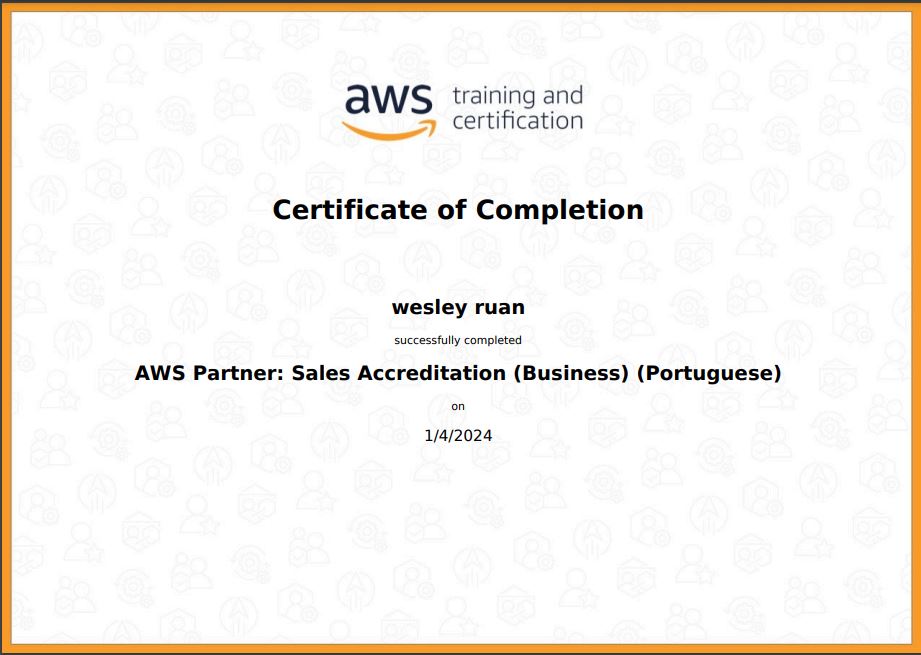 aws training and
certification
Certificate of Completion
wesley ruan
successfully completed
AWS Partner: Sales Accreditation (Business) (Portuguese)
on
1/4/2024